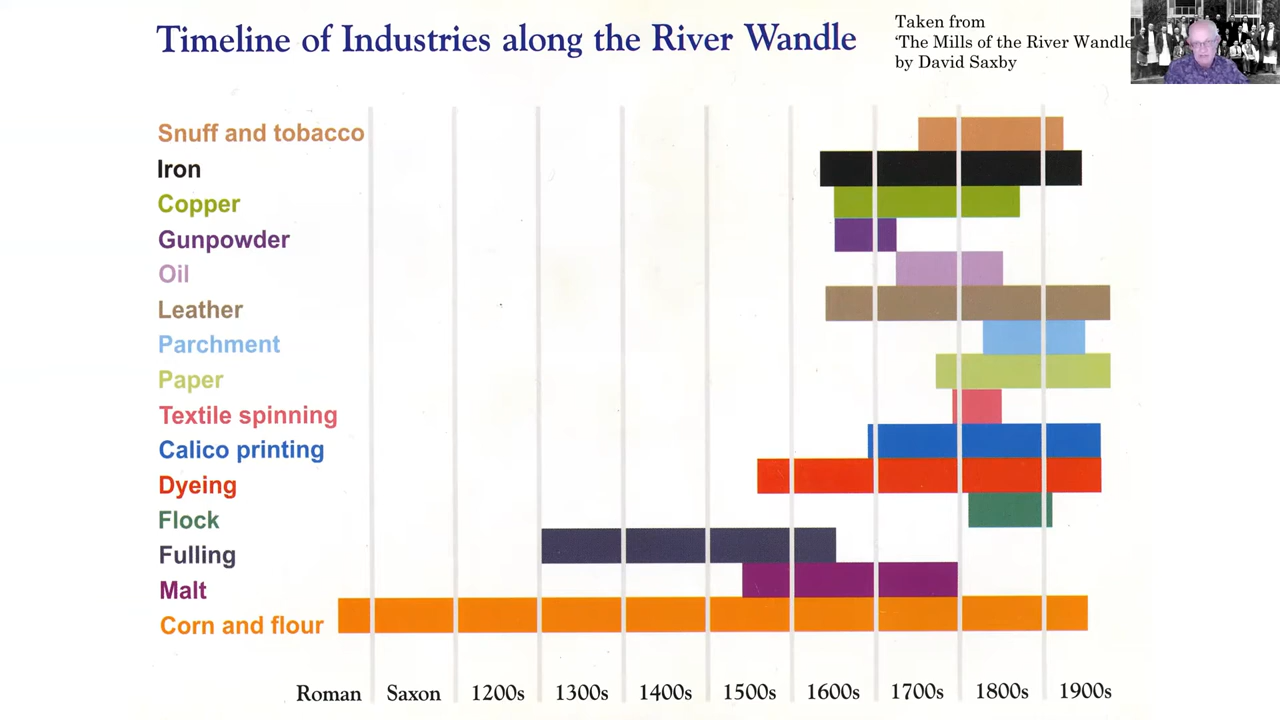 Timeline of Industries along the River Wandle
Taken from
‘The Mills of the River Wandle
by David Saxby
Snuff and tobacco
Iron
Copper
Gunpowder
Oil
Leather
Parchment
Paper
Textile spinning
Calico printing
Dyeing
Flock
Fulling
Malt
Corn and flour
Roman Saxon 1200s 1300s 1400s 1500s 1600s 1700s 1800s 1900s